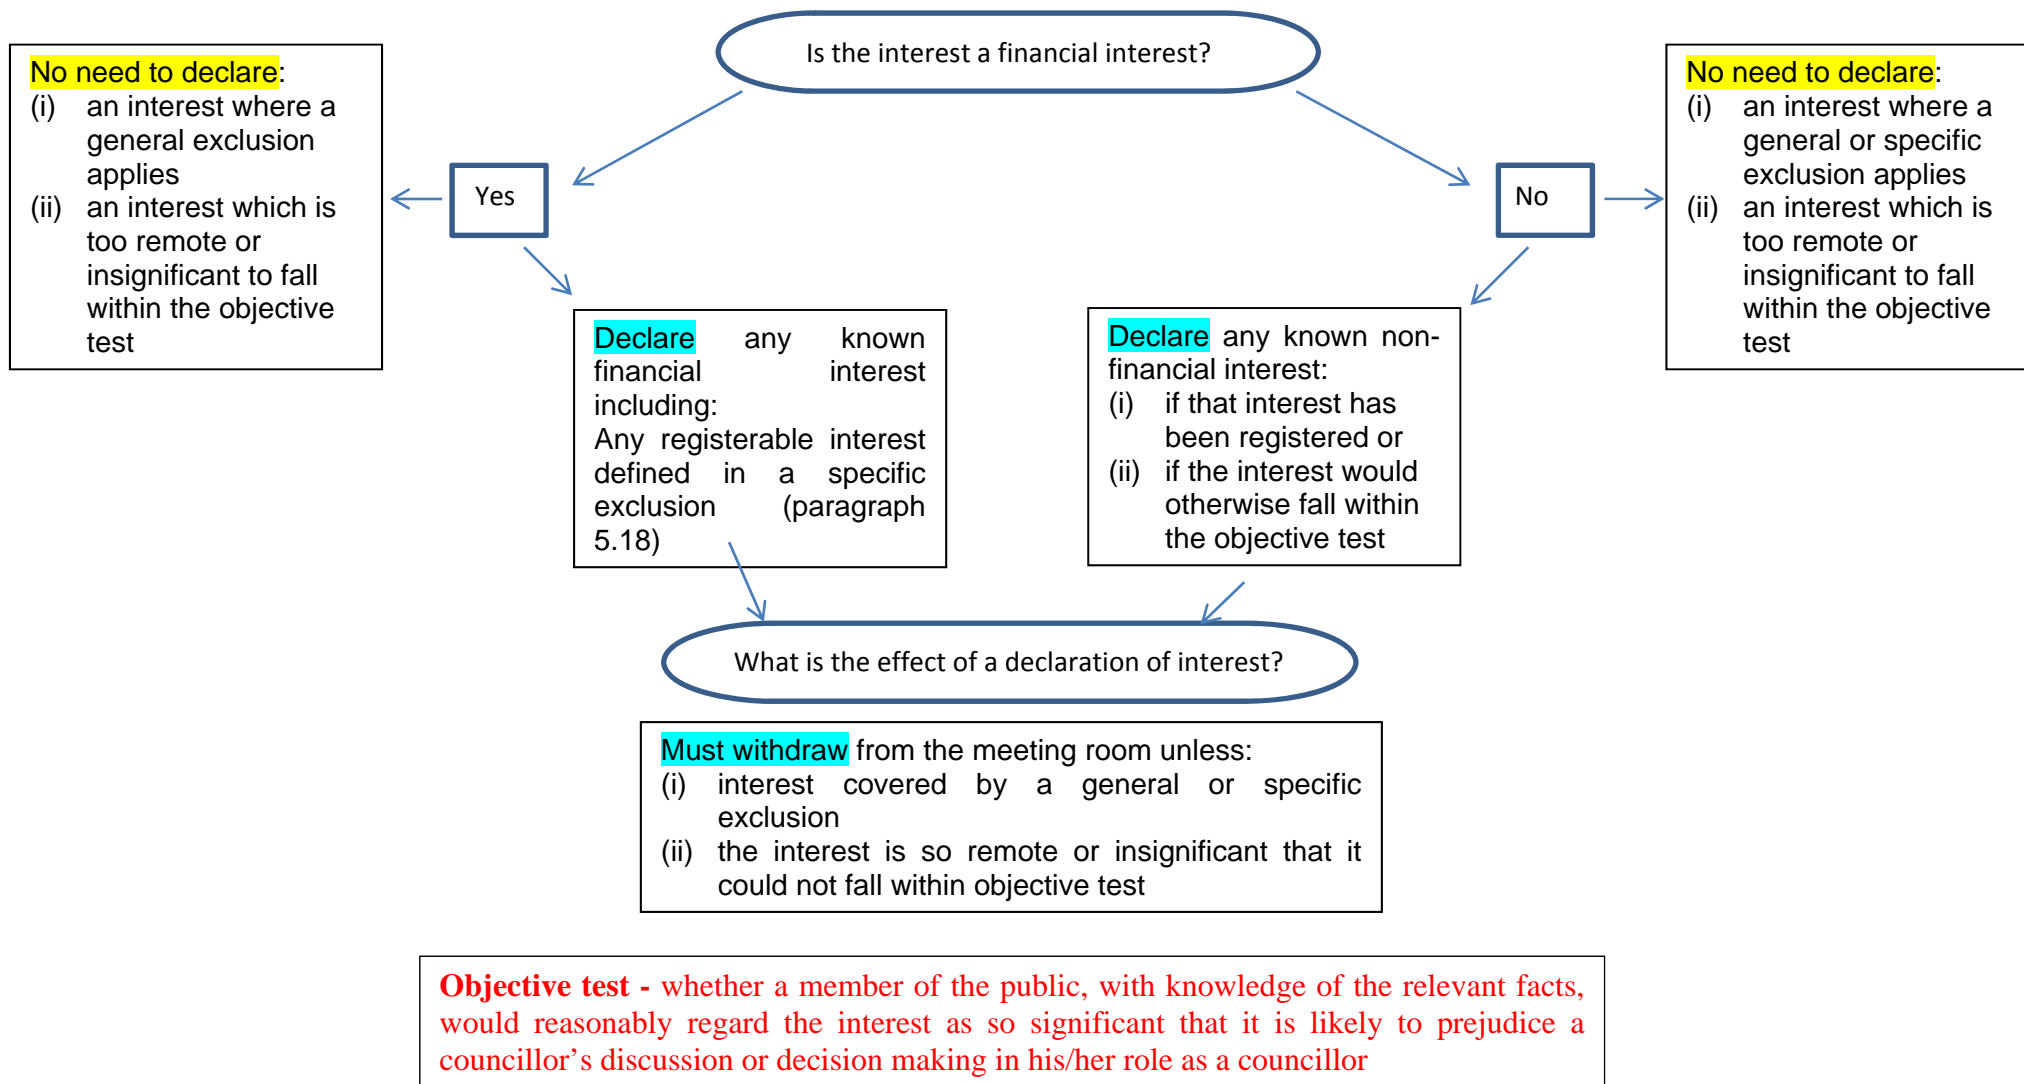 Is the interest a financial interest?
No need to declare:
(i) an interest where a
general exclusion
applies
(ii) an interest which is
too remote or
insignificant to fall
within the objective
test
Yes
No
No need to declare:
(i) an interest where a
general or specific
exclusion applies
(ii) an interest which is
too remote or
insignificant to fall
within the objective
test
Declare any known
financial interest
including:
Any registerable interest
defined in a specific
exclusion (paragraph
5.18)
Declare any known non-
financial interest:
(i) if that interest has
been registered or
(ii) if the interest would
otherwise fall within
the objective test
What is the effect of a declaration of interest?
Must withdraw from the meeting room unless:
(i) interest covered by a general or specific
exclusion
(ii) the interest is so remote or insignificant that it
could not fall within objective test
Objective test - whether a member of the public, with knowledge of the relevant facts,
would reasonably regard the interest as so significant that it is likely to prejudice a
councillor’s discussion or decision making in his/her role as a councillor